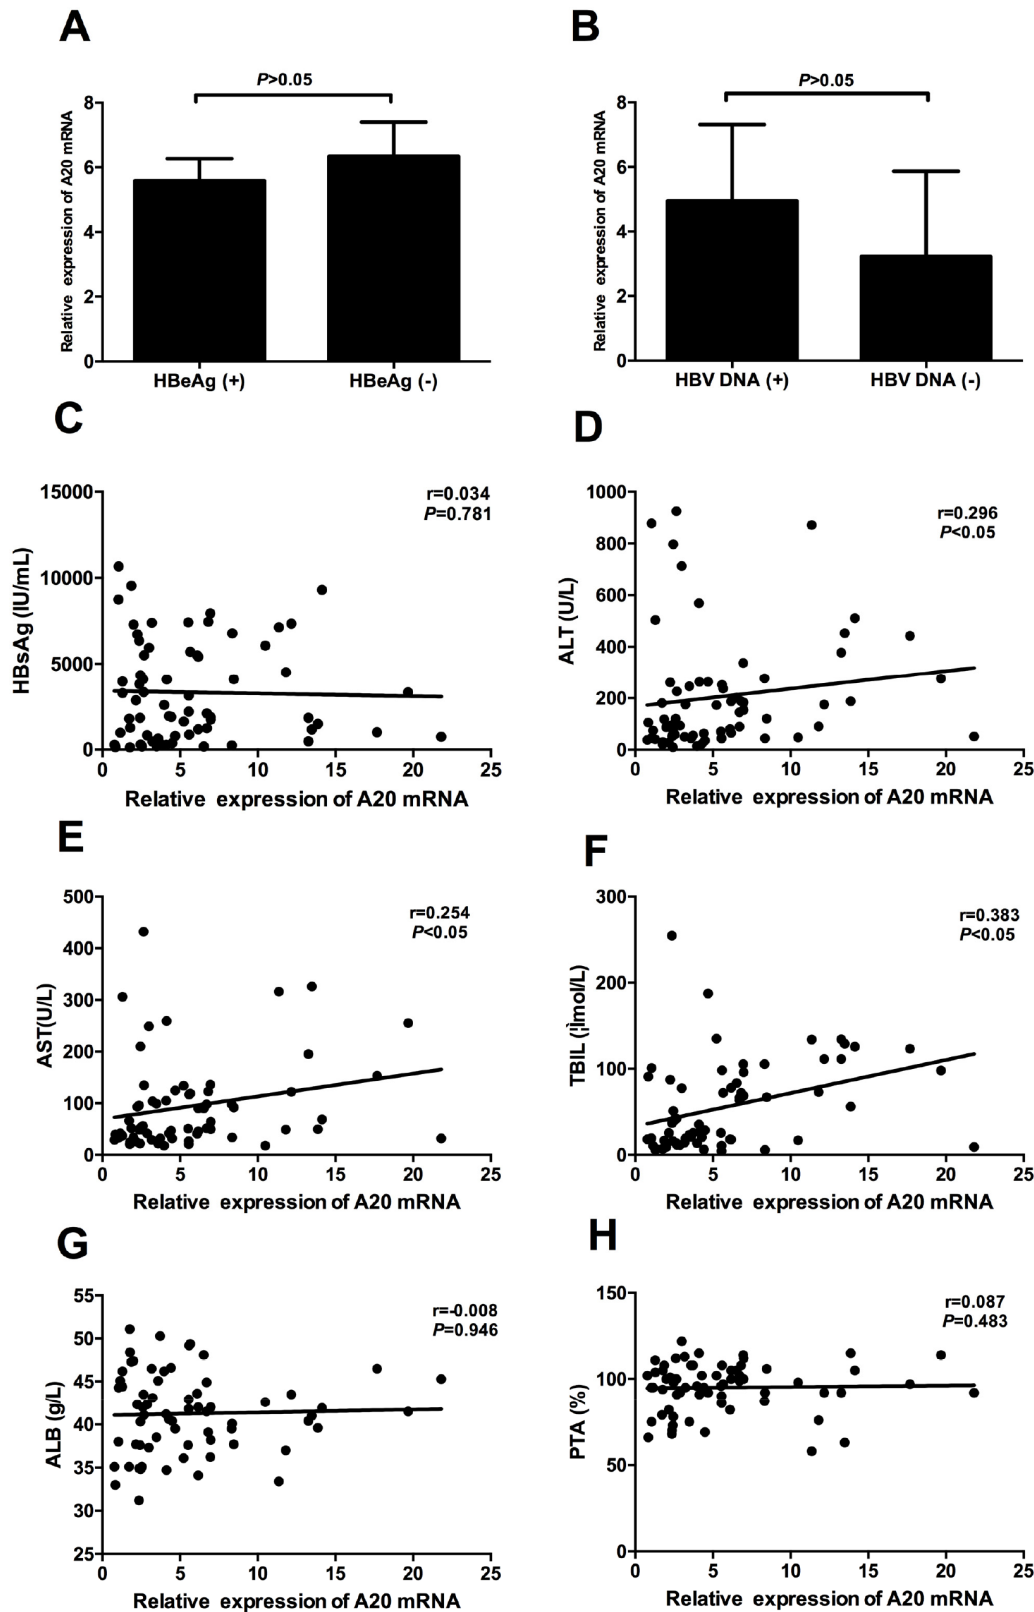 A
B
P>0.05
P>0.05
Relative expression of A20 mRNA
8
6
4
2
0
HBeAg (+)
HBeAg (-)
Relative expression of A20 mRNA
8
6
4
2
0
HBV DNA (+)
HBV DNA (-)
C
HBsAg (IU/mL)
15000
10000
5000
0
r=0.034
P=0.781
0 5 10 15 20 25
Relative expression of A20 mRNA
D
ALT (U/L)
1000
800
600
400
200
0
r=0.296
P<0.05
0 5 10 15 20 25
Relative expression of A20 mRNA
E
AST(U/L)
500
400
300
200
100
0
r=0.254
P<0.05
0 5 10 15 20 25
Relative expression of A20 mRNA
F
TBIL (¦Ìmol/L)
300
200
100
0
r=0.383
P<0.05
0 5 10 15 20 25
Relative expression of A20 mRNA
G
ALB (g/L)
55
50
45
40
35
30
25
r=-0.008
P=0.946
0 5 10 15 20 25
Relative expression of A20 mRNA
H
PTA (%)
150
100
50
0
r=0.087
P=0.483
0 5 10 15 20 25
Relative expression of A20 mRNA